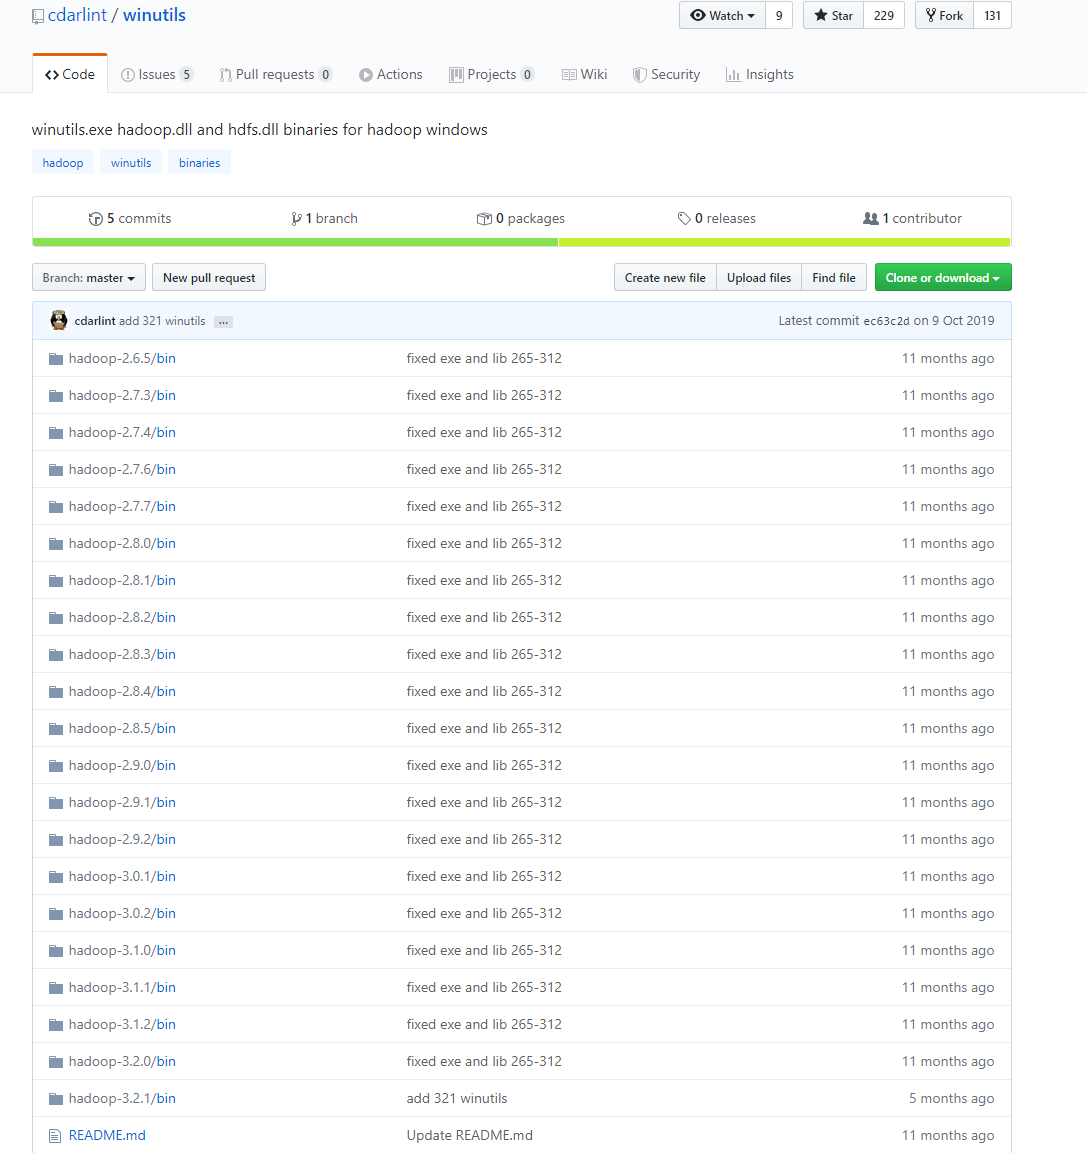 cdarlint / winutils
Watch 9 Star 229 Fork 131
Code Issues 5 Pull requests 0 Actions Projects 0 Wiki Security Insights
winutils.exe hadoop.dll and hdfs.dll binaries for hadoop windows
hadoop winutils binaries
5 commits 1 branch 0 packages 0 releases 1 contributor
Branch: master New pull request Create new file Upload files Find file Clone or download
cdarlint add 321 winutils ... Latest commit ec63c2d on 9 Oct 2019
hadoop-2.6.5/bin fixed exe and lib 265-312 11 months ago
hadoop-2.7.3/bin fixed exe and lib 265-312 11 months ago
hadoop-2.7.4/bin fixed exe and lib 265-312 11 months ago
hadoop-2.7.6/bin fixed exe and lib 265-312 11 months ago
hadoop-2.7.7/bin fixed exe and lib 265-312 11 months ago
hadoop-2.8.0/bin fixed exe and lib 265-312 11 months ago
hadoop-2.8.1/bin fixed exe and lib 265-312 11 months ago
hadoop-2.8.2/bin fixed exe and lib 265-312 11 months ago
hadoop-2.8.3/bin fixed exe and lib 265-312 11 months ago
hadoop-2.8.4/bin fixed exe and lib 265-312 11 months ago
hadoop-2.8.5/bin fixed exe and lib 265-312 11 months ago
hadoop-2.9.0/bin fixed exe and lib 265-312 11 months ago
hadoop-2.9.1/bin fixed exe and lib 265-312 11 months ago
hadoop-2.9.2/bin fixed exe and lib 265-312 11 months ago
hadoop-3.0.1/bin fixed exe and lib 265-312 11 months ago
hadoop-3.0.2/bin fixed exe and lib 265-312 11 months ago
hadoop-3.1.0/bin fixed exe and lib 265-312 11 months ago
hadoop-3.1.1/bin fixed exe and lib 265-312 11 months ago
hadoop-3.1.2/bin fixed exe and lib 265-312 11 months ago
hadoop-3.2.0/bin fixed exe and lib 265-312 11 months ago
hadoop-3.2.1/bin add 321 winutils 5 months ago
README.md Update README.md 11 months ago